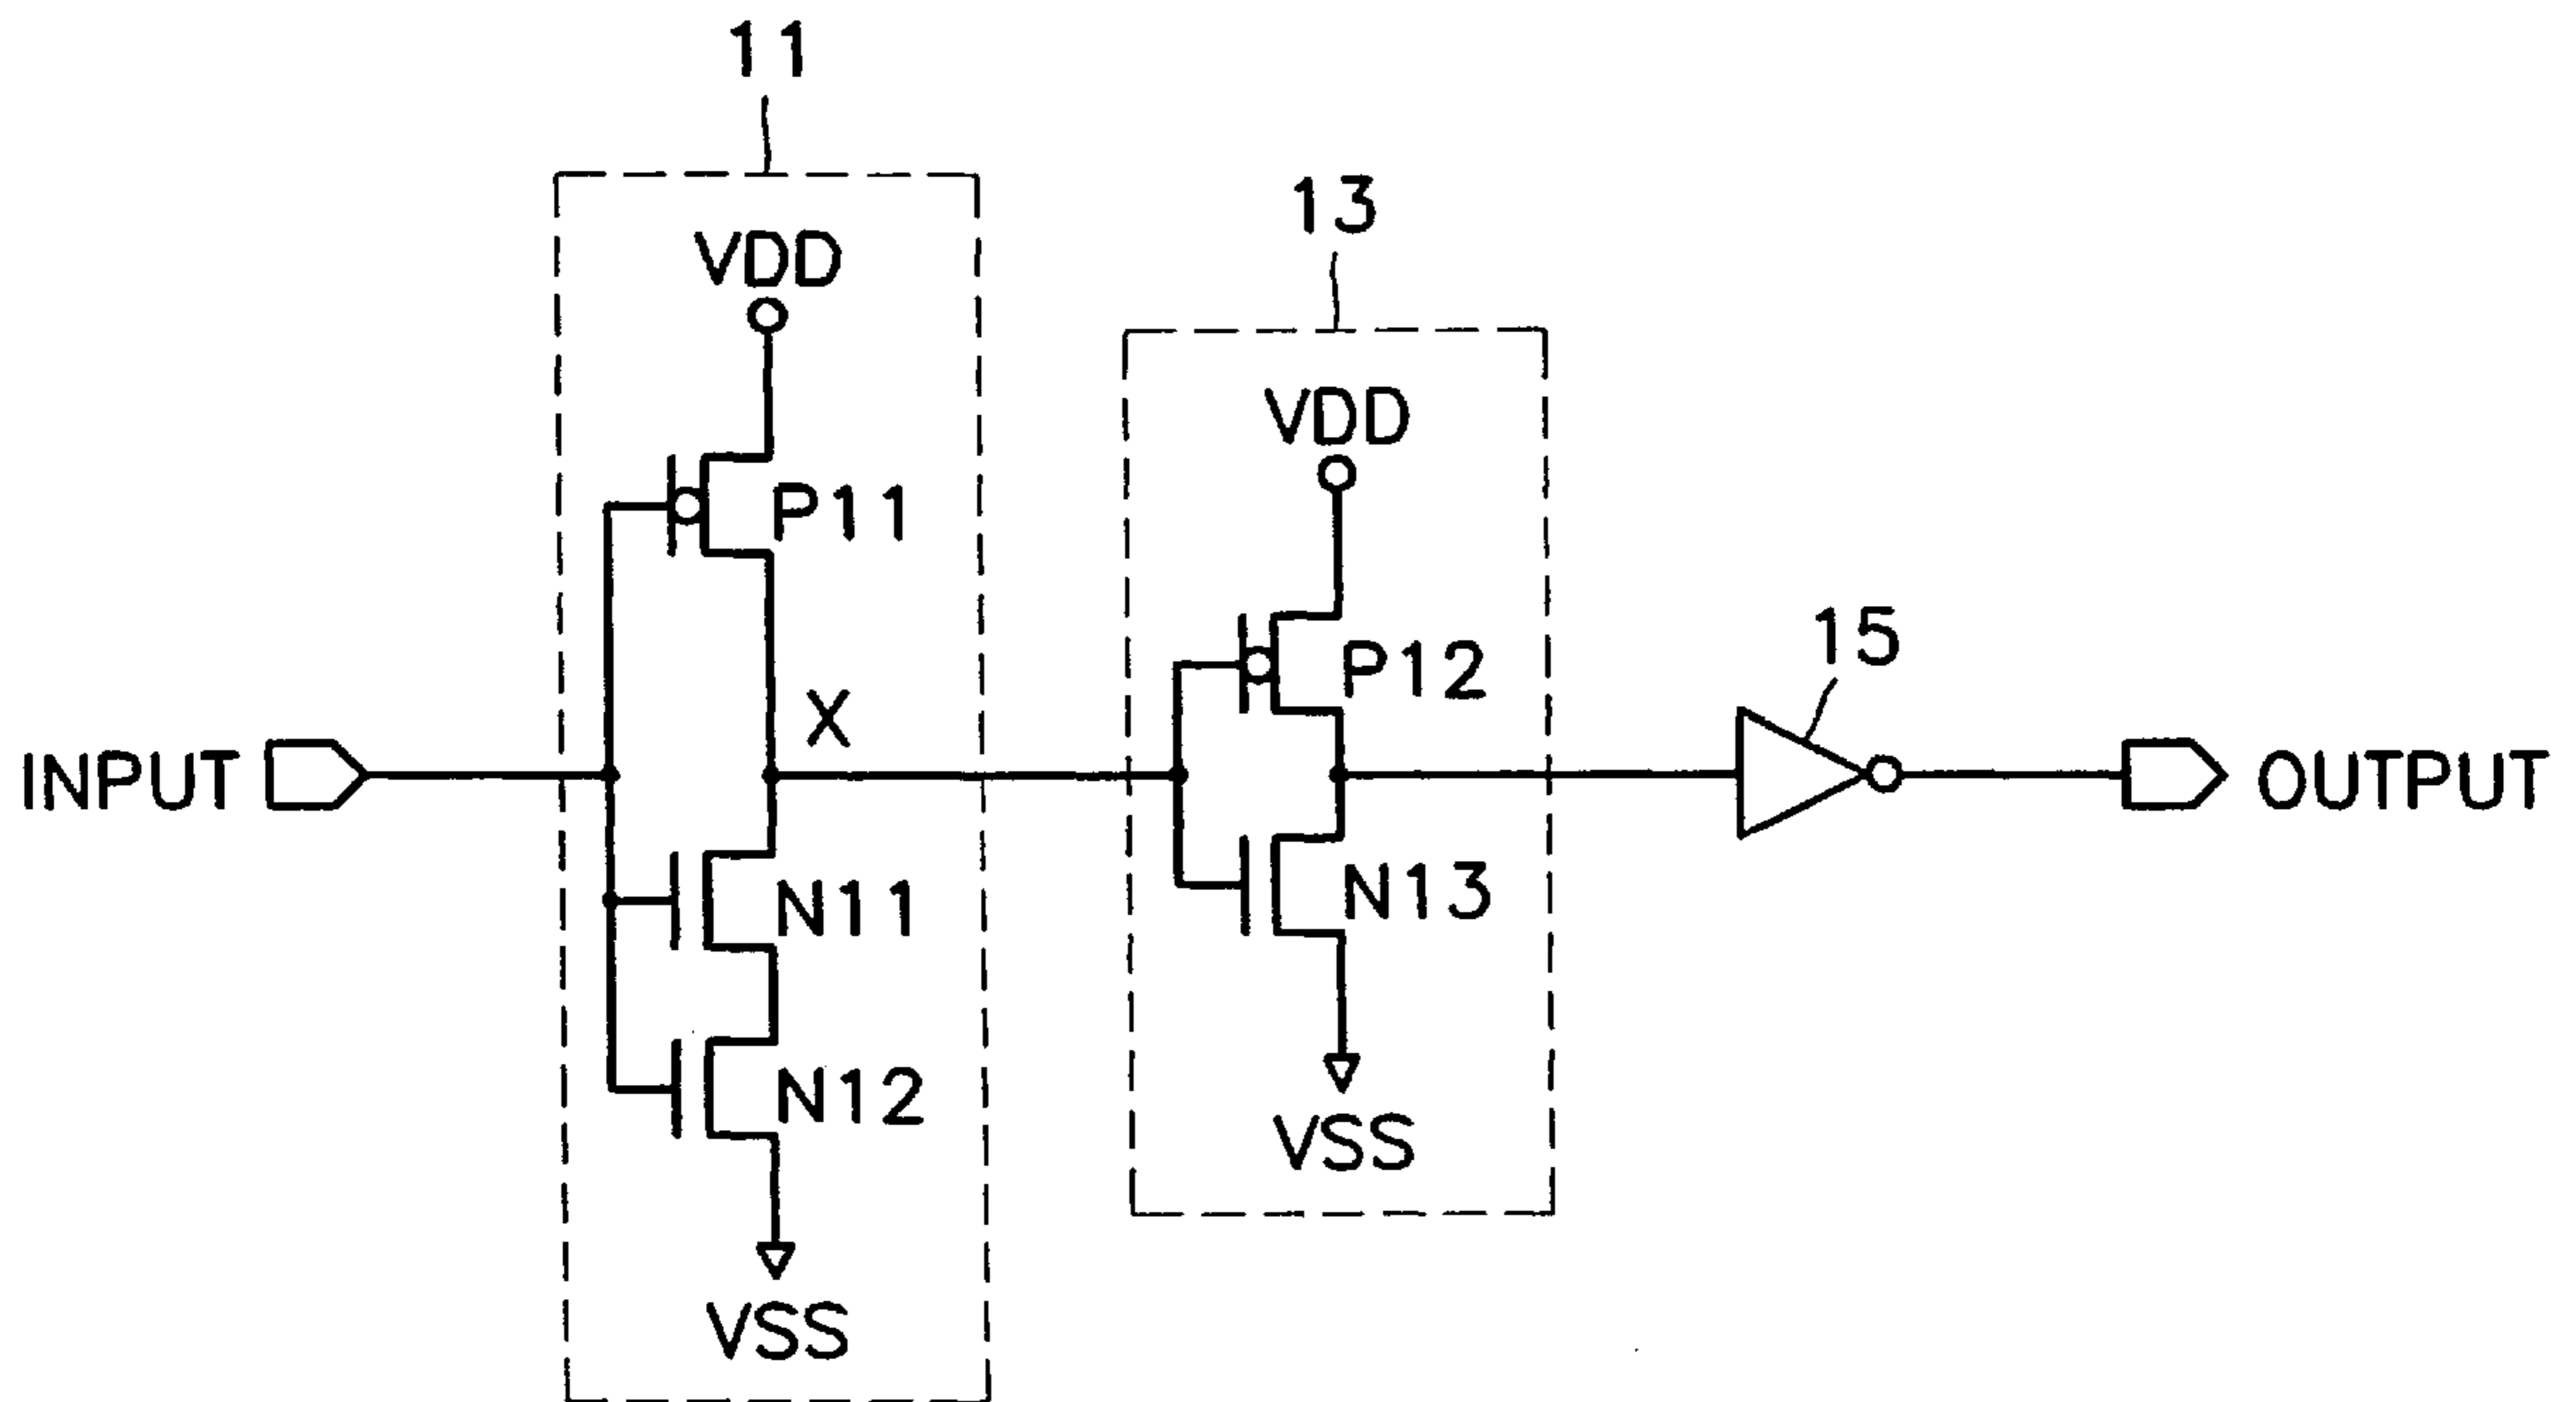 11
13
VDD
VDD
P11
P12
15
X
INPUT
OUTPUT
N11
N13
N12
VSS
VSS